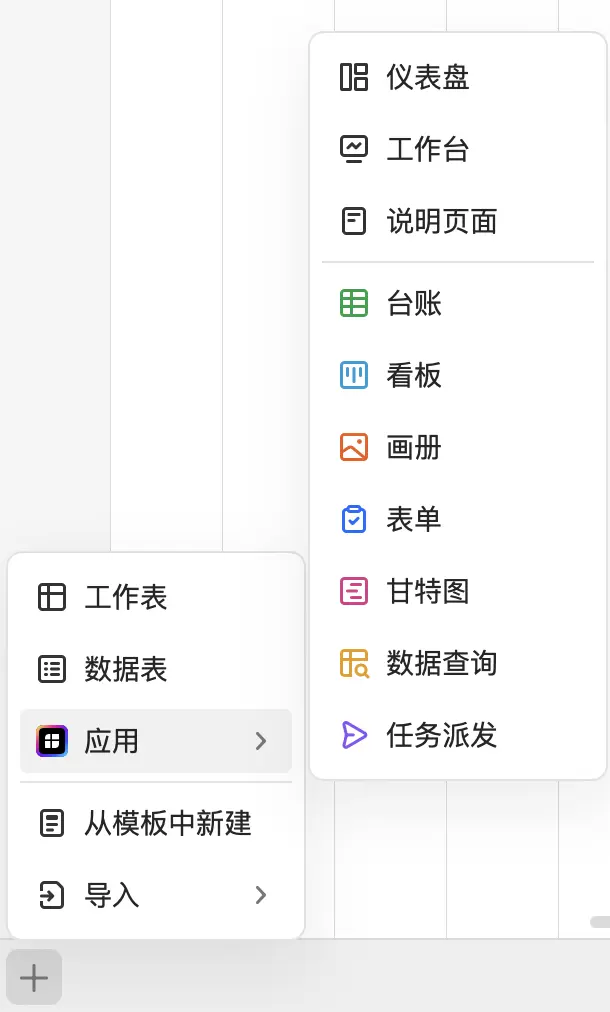 仪表盘
工作台
说明页面
台账
看板
画册
表单
甘特图
数据查询
任务派发
工作表
数据表
应用
从模板中新建
导入